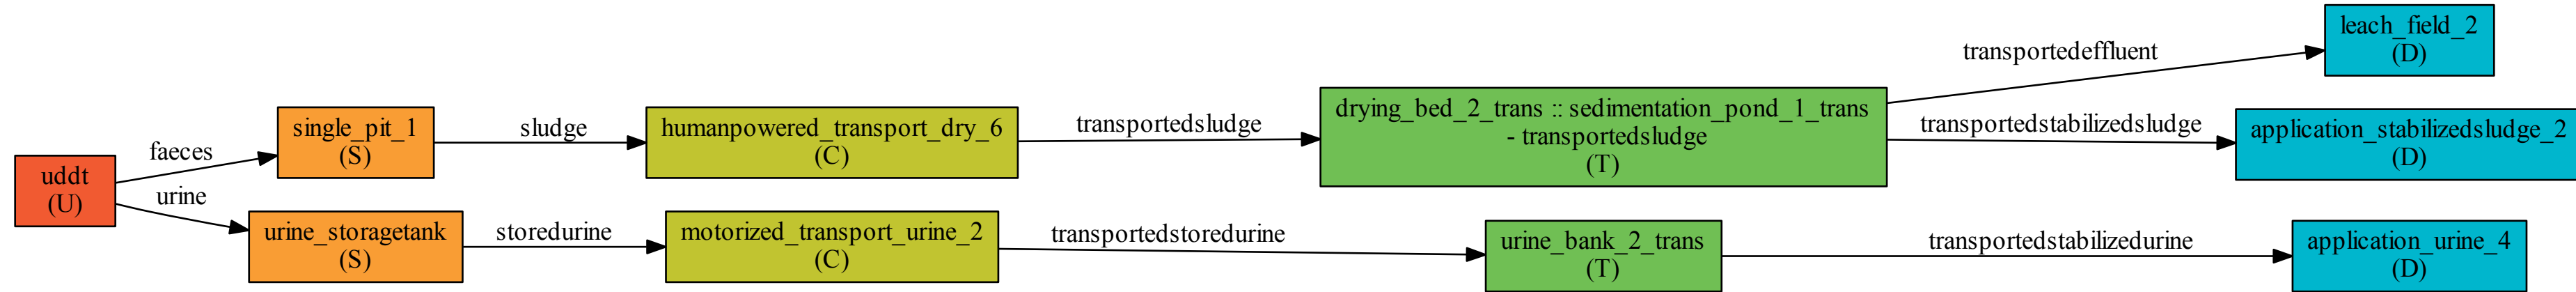 uddt
(U)
faeces
urine
single_pit_1
(S)
urine_storagetank
(S)
sludge
storedurine
humanpowered_transport_dry_6
(C)
motorized_transport_urine_2
(C)
transportedsludge
transportedstoredurine
drying_bed_2_trans :: sedimentation_pond_1_trans
- transportedsludge
(T)
urine_bank_2_trans
(T)
transportedeffluent
transportedstabilizedsludge
transportedstabilizedurine
leach_field_2
(D)
application_stabilizedsludge_2
(D)
application_urine_4
(D)